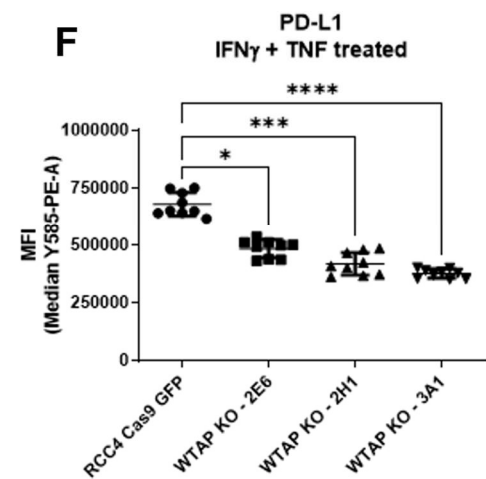 F
PD-L1
IFNγ + TNF treated
****
***
*
MFI
(Median Y585-PE-A)
1000000
750000
500000
250000
0
RCC4 Cas9 GFP
WTAP KO - 2E6
WTAP KO - 2H1
WTAP KO - 3A1